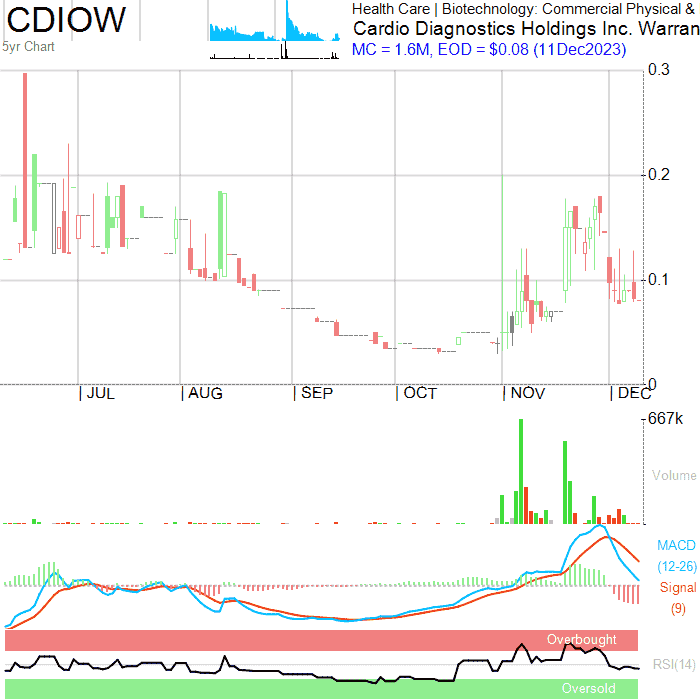 CDIOW
5yr Chart
Health Care | Biotechnology: Commercial Physical &
Cardio Diagnostics Holdings Inc. Warran
MC = 1.6M, EOD = $0.08 (11Dec2023)
0.3
0.2
0.1
0
| JUL | AUG | SEP | OCT | NOV | DEC
667k
Volume
MACD
(12-26)
Signal
(9)
Overbought
RSI(14)
Oversold